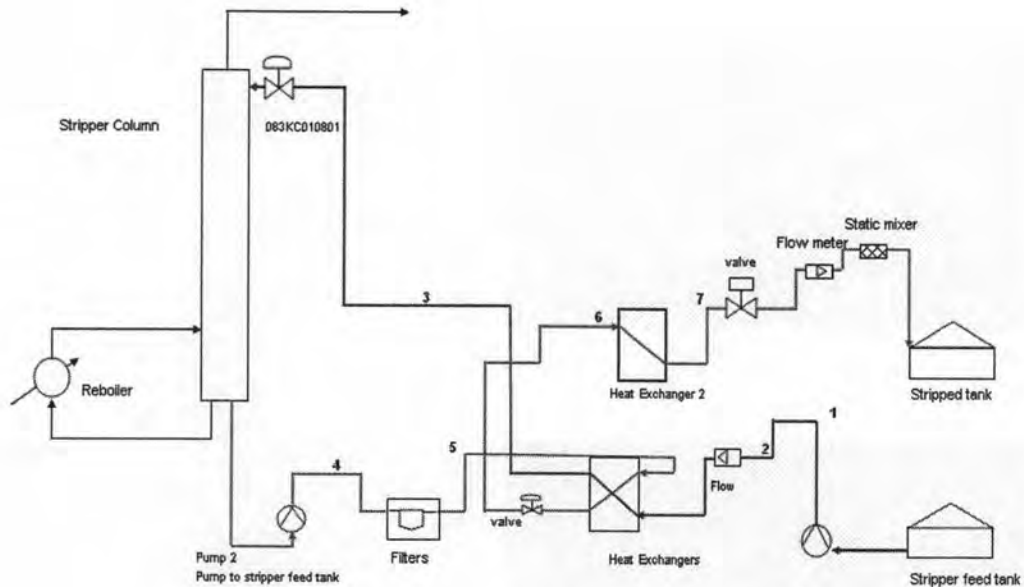 Stripper Column
083KC010801
Static mixer
Flow meter
valve
3
6
7
Reboiler
Heat Exchanger 2
Stripped tank
1
4
5
2
Flow
valve
Pump 2
Filters
Heat Exchangers
Pump to stripper feed tank
Stripper feed tank